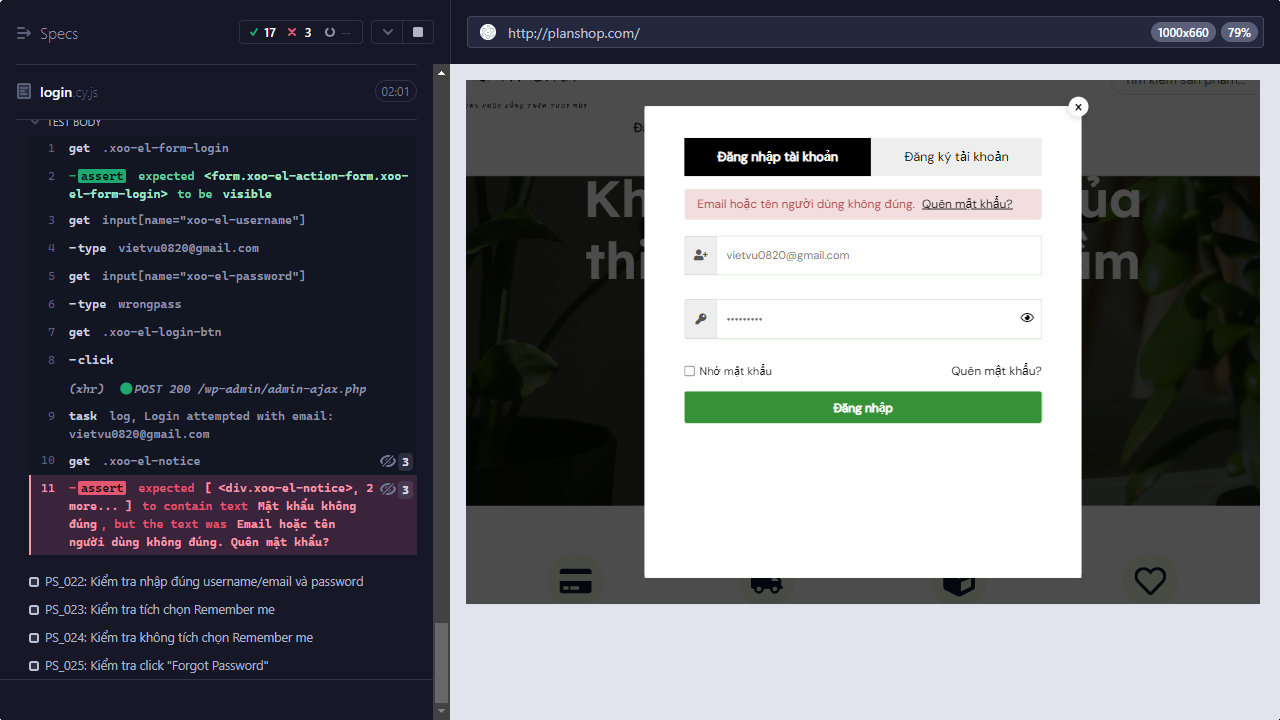 Specs
17
3
--
login.cy.js
02:01
TEST BODY
1 get .xoo-el-form-login
2 -assert expected <form.xoo-el-action-form.xoo-
el-form-login> to be visible
3 get input[name="xoo-el-username"]
4 -type vietvu0820@gmail.com
5 get input[name="xoo-el-password"]
6 -type wrongpass
7 get .xoo-el-login-btn
8 -click
(xhr) POST 200 /wp-admin/admin-ajax.php
9 task log, Login attempted with email:
vietvu0820@gmail.com
10 get .xoo-el-notice 3
11 -assert expected [ <div.xoo-el-notice>, 2 3
more... ] to contain text Mật khẩu không
đúng, but the text was Email hoặc tên
người dùng không đúng. Quên mật khẩu?
PS_022: Kiểm tra nhập đúng username/email và password
PS_023: Kiểm tra tích chọn Remember me
PS_024: Kiểm tra không tích chọn Remember me
PS_025: Kiểm tra click "Forgot Password"
http://planshop.com/
1000x660
79%
Tìm kiếm sản phẩm...
Đăng nhập tài khoản
Đăng ký tài khoản
Email hoặc tên người dùng không đúng. Quên mật khẩu?
vietvu0820@gmail.com
Nhớ mật khẩu
Quên mật khẩu?
Đăng nhập